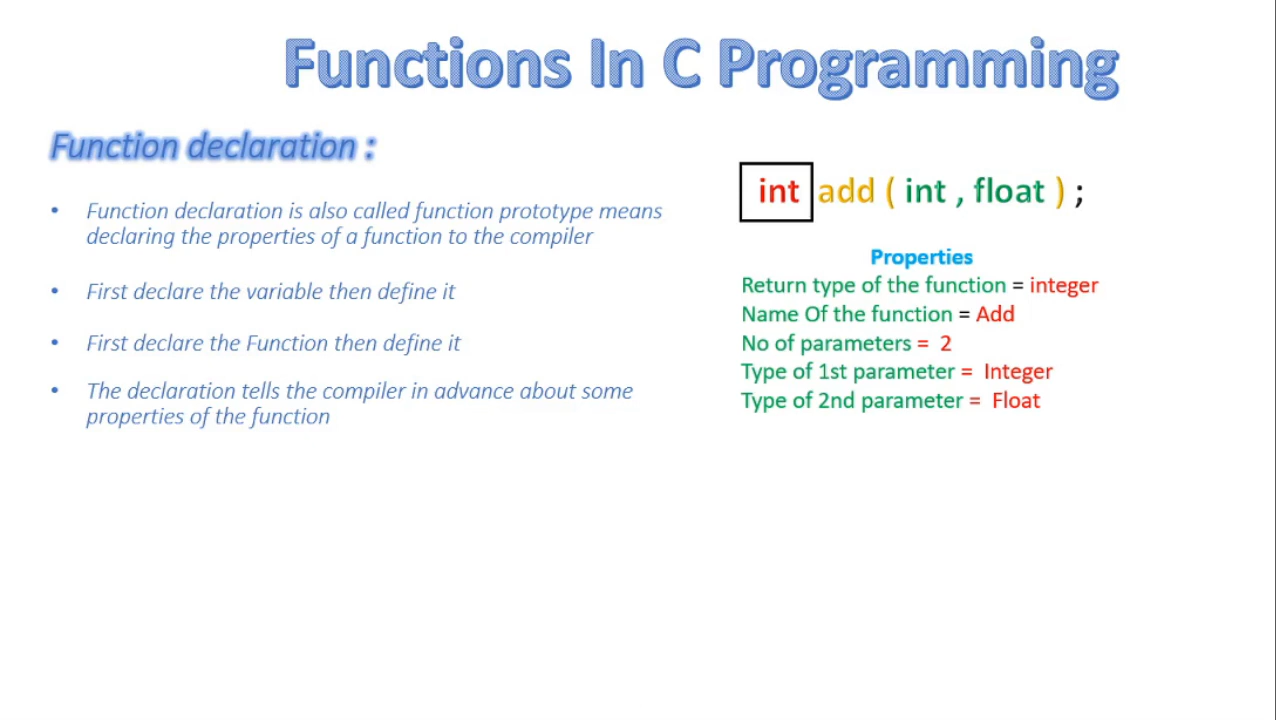 Functions In C Programming
Function declaration :
• Function declaration is also called function prototype means
declaring the properties of a function to the compiler
• First declare the variable then define it
• First declare the Function then define it
• The declaration tells the compiler in advance about some
properties of the function
int add ( int , float ) ;
Properties
Return type of the function = integer
Name Of the function = Add
No of parameters = 2
Type of 1st parameter = Integer
Type of 2nd parameter = Float